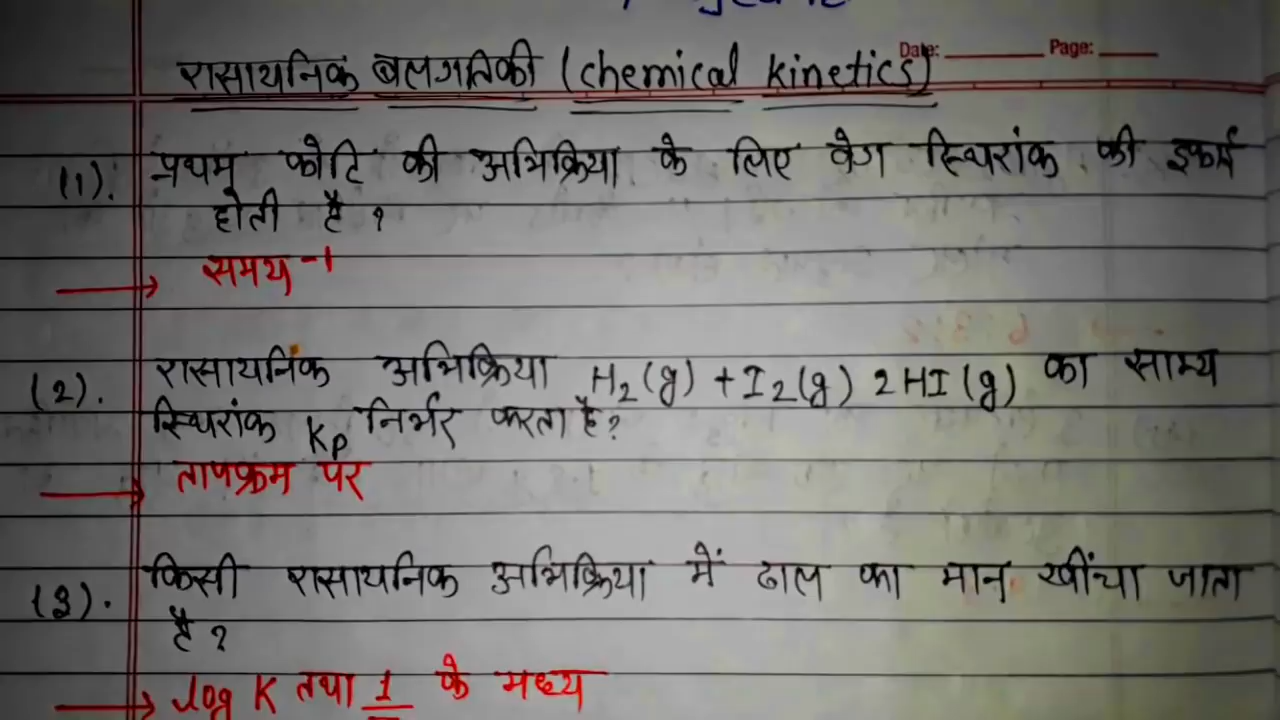 Date: Page:
रासायनिक बलगतिकी (chemical kinetics)
(1). प्रथम कोटि की अभिक्रिया के लिए वेग स्थिरांक की इकाई
होती है ?
→ समय⁻¹
(2). रासायनिक अभिक्रिया H₂(g) + I₂(g) 2HI(g) का साम्य
स्थिरांक Kp निर्भर करता है?
→ तापक्रम पर
(3). किसी रासायनिक अभिक्रिया में ढाल का मान खींचा जाता
है ?
→ log K तथा 1 के मध्य